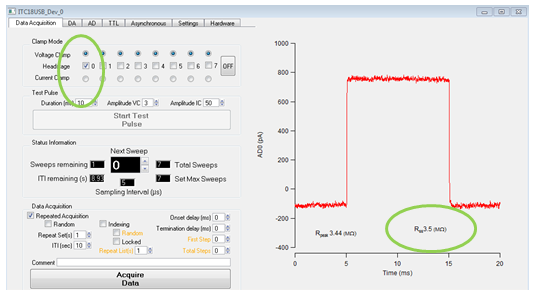 ITC18USB_Dev_0
Data Acquisition DA AD TTL Asynchronous Settings Hardware
Clamp Mode
Voltage Clamp
Headstage 0 1 2 3 4 5 6 7 OFF
Current Clamp
Test Pulse
Duration (ms) 10 Amplitude VC 3 Amplitude IC 50
Start Test
Pulse
Status Information
Next Sweep
Sweeps remaining 1 0 7 Total Sweeps
ITI remaining (s) 8.93 7 Set Max Sweeps
5
Sampling Interval (µs)
Data Acquisition
Repeated Acquisition
Random
Repeat Set(s) 1
ITI (sec) 10
Indexing
Random
Locked
Repeat List(s) 1
Onset delay (ms) 0
Termination delay (ms) 0
First Step 0
Total Steps 0
Comment
Acquire
Data
1000
800
600
400
200
0
-200
-400
AD0 (pA)
Rpeak 3.44 (MΩ)
Rss 3.5 (MΩ)
0 5 10 15 20
Time (ms)